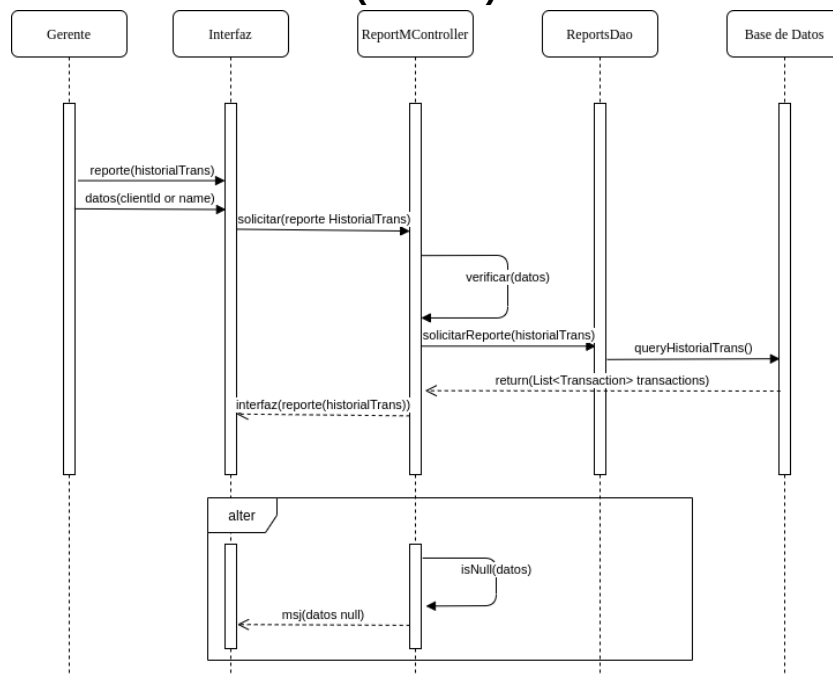 Gerente
Interfaz
ReportMController
ReportsDao
Base de Datos
reporte(historialTrans)
datos(clientId or name)
solicitar(reporte HistorialTrans)
verificar(datos)
solicitarReporte(historialTrans)
queryHistorialTrans()
return(List<Transaction> transactions)
interfaz(reporte(historialTrans))
alter
isNull(datos)
msj(datos null)